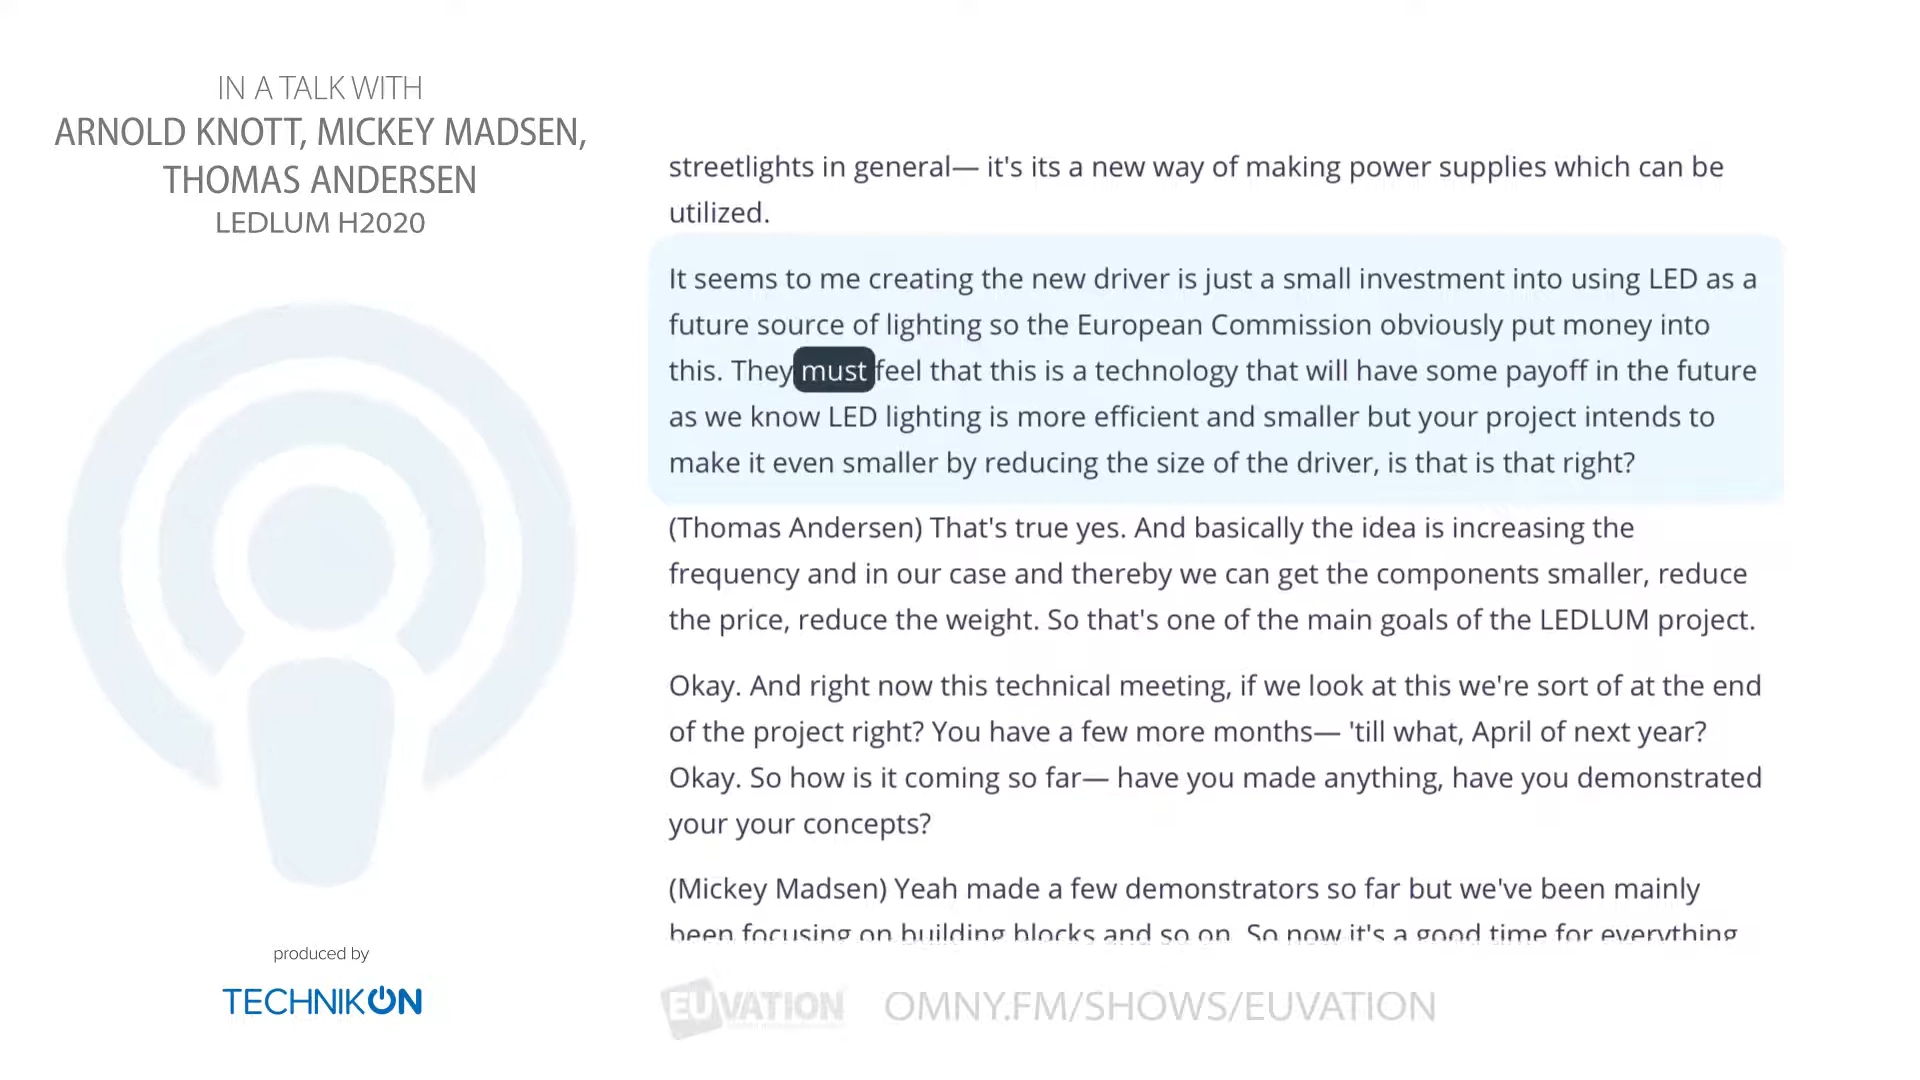 IN A TALK WITH
ARNOLD KNOTT, MICKEY MADSEN,
THOMAS ANDERSEN
LEDLUM H2020
produced by
TECHNIKON
streetlights in general— it's its a new way of making power supplies which can be
utilized.
It seems to me creating the new driver is just a small investment into using LED as a
future source of lighting so the European Commission obviously put money into
this. They must feel that this is a technology that will have some payoff in the future
as we know LED lighting is more efficient and smaller but your project intends to
make it even smaller by reducing the size of the driver, is that is that right?
(Thomas Andersen) That's true yes. And basically the idea is increasing the
frequency and in our case and thereby we can get the components smaller, reduce
the price, reduce the weight. So that's one of the main goals of the LEDLUM project.
Okay. And right now this technical meeting, if we look at this we're sort of at the end
of the project right? You have a few more months— 'till what, April of next year?
Okay. So how is it coming so far— have you made anything, have you demonstrated
your your concepts?
(Mickey Madsen) Yeah made a few demonstrators so far but we've been mainly
been focusing on building blocks and so on. So now it's a good time for everything
EUVATION
OMNY.FM/SHOWS/EUVATION